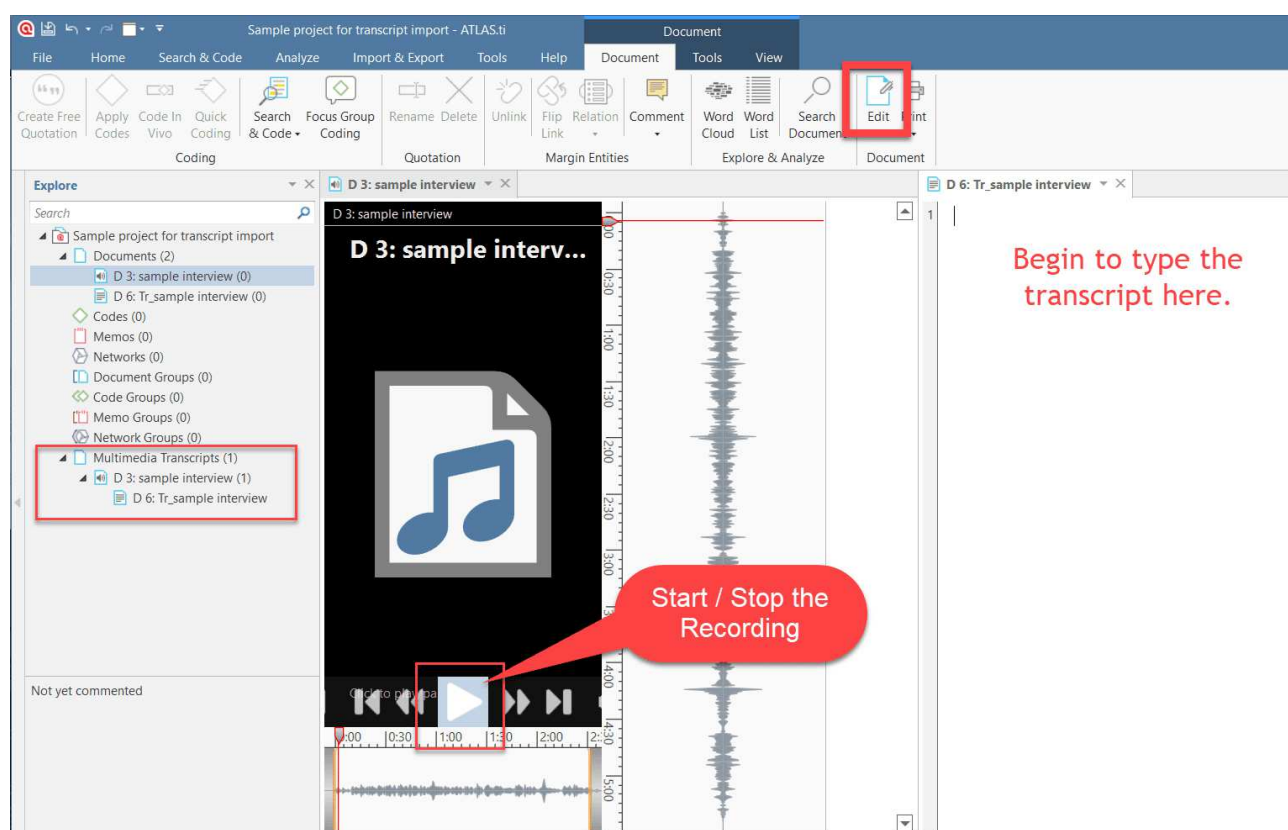 Sample project for transcript import - ATLAS.ti
Document
File Home Search & Code Analyze Import & Export Tools Help Document Tools View
Create Free Quotation
Apply Codes
Code In Vivo
Quick Coding
Search & Code
Focus Group Coding
Rename
Delete
Unlink
Flip Link
Relation
Comment
Word Cloud
Word List
Search Document
Edit
Print
Coding
Quotation
Margin Entities
Explore & Analyze
Document
Explore
Search
Sample project for transcript import
Documents (2)
D 3: sample interview (0)
D 6: Tr_sample interview (0)
Codes (0)
Memos (0)
Networks (0)
Document Groups (0)
Code Groups (0)
Memo Groups (0)
Network Groups (0)
Multimedia Transcripts (1)
D 3: sample interview (1)
D 6: Tr_sample interview
Not yet commented
D 3: sample interview
D 3: sample interview
D 3: sample interv...
0:30
1:00
1:30
2:00
2:30
3:00
4:00
4:30
5:00
Start / Stop the
Recording
Click to play
0:30 1:00 1:30 2:00
D 6: Tr_sample interview
1
Begin to type the
transcript here.